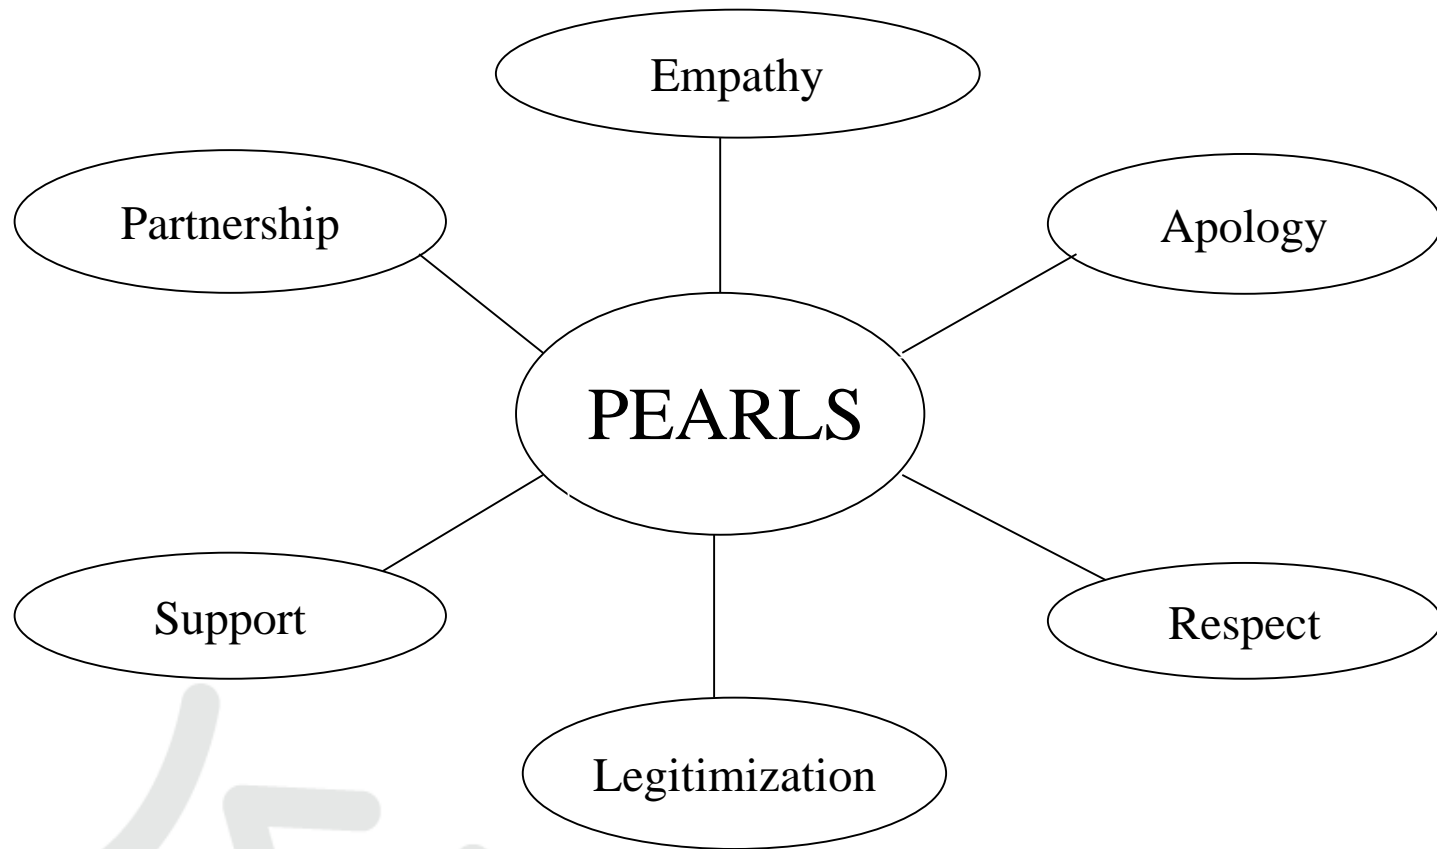 Empathy
Partnership
Apology
PEARLS
Support
Respect
Legitimization